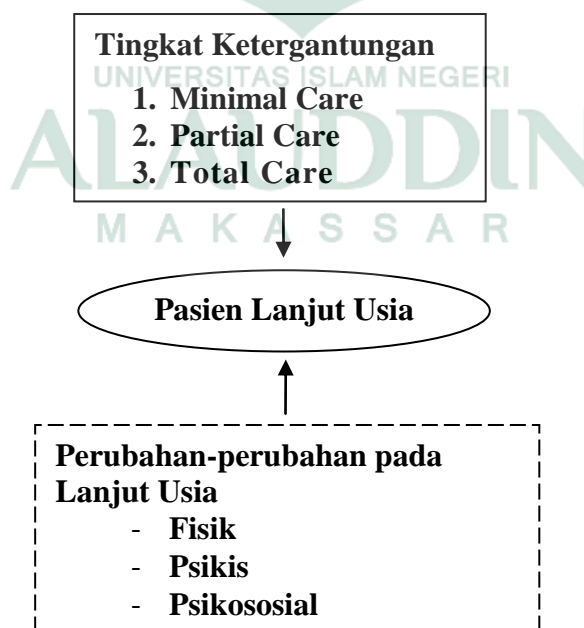 Tingkat Ketergantungan
UNIVERSITAS ISLAM NEGERI
1. Minimal Care
ALAUDDIN
2. Partial Care
3. Total Care
MAKASSAR
Pasien Lanjut Usia
Perubahan-perubahan pada
Lanjut Usia
- Fisik
- Psikis
- Psikososial